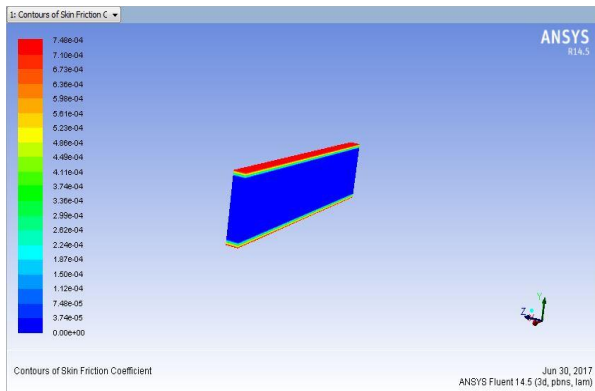 1: Contours of Skin Friction C
ANSYS
R14.5
7.48e-04
7.10e-04
6.73e-04
6.36e-04
5.98e-04
5.61e-04
5.23e-04
4.86e-04
4.49e-04
4.11e-04
3.74e-04
3.36e-04
2.99e-04
2.62e-04
2.24e-04
1.87e-04
1.50e-04
1.12e-04
7.48e-05
3.74e-05
0.00e+00
Y
Z
Contours of Skin Friction Coefficient
Jun 30, 2017
ANSYS Fluent 14.5 (3d, pbns, lam)